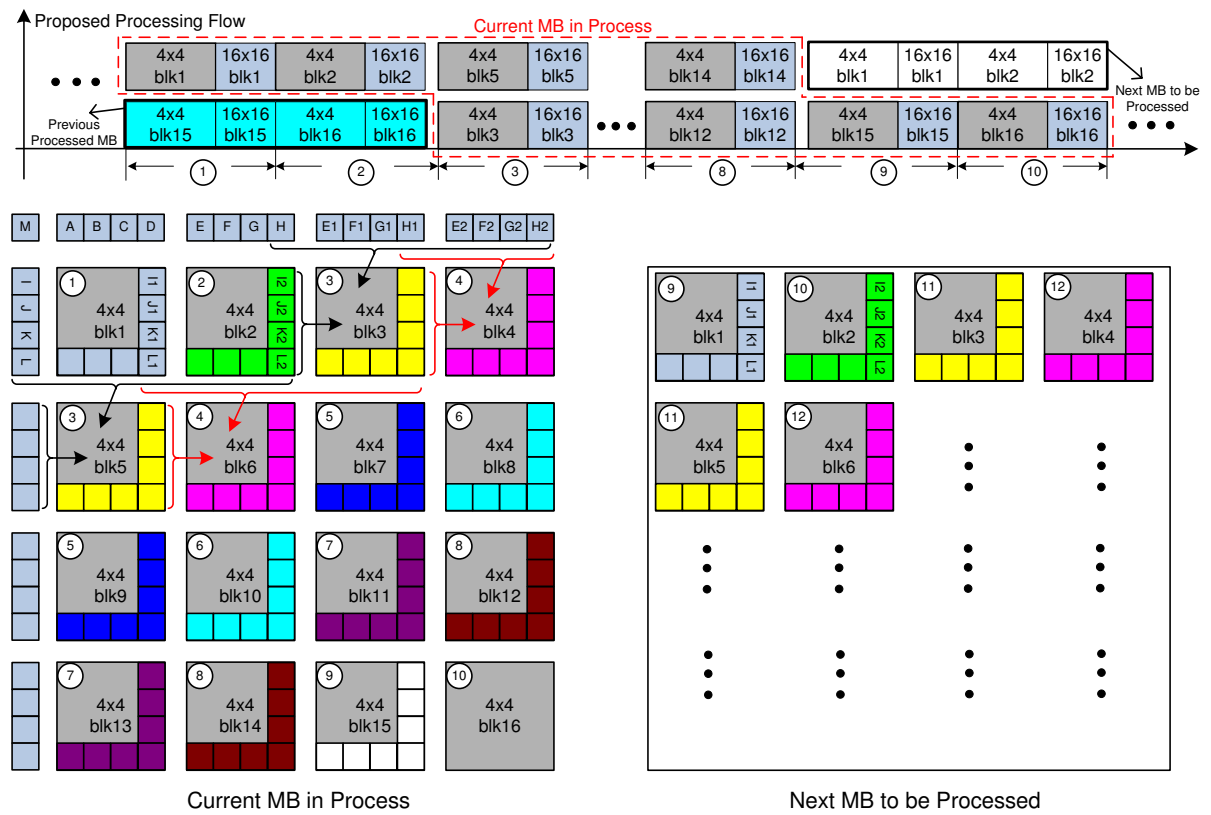 Proposed Processing Flow
Current MB in Process
4x4 blk1
16x16 blk1
4x4 blk2
16x16 blk2
4x4 blk5
16x16 blk5
4x4 blk14
16x16 blk14
4x4 blk1
16x16 blk1
4x4 blk2
16x16 blk2
Next MB to be
Processed
Previous
Processed MB
4x4 blk15
16x16 blk15
4x4 blk16
16x16 blk16
4x4 blk3
16x16 blk3
4x4 blk12
16x16 blk12
4x4 blk15
16x16 blk15
4x4 blk16
16x16 blk16
1 2 3 8 9 10
M A B C D E F G H E1 F1 G1 H1 E2 F2 G2 H2
I
J
K
L
1
4x4
blk1
I1
J1
K1
L1
2
4x4
blk2
I2
J2
K2
L2
3
4x4
blk3
4
4x4
blk4
3
4x4
blk5
4
4x4
blk6
5
4x4
blk7
6
4x4
blk8
5
4x4
blk9
6
4x4
blk10
7
4x4
blk11
8
4x4
blk12
7
4x4
blk13
8
4x4
blk14
9
4x4
blk15
10
4x4
blk16
Current MB in Process
9
4x4
blk1
I1
J1
K1
L1
10
4x4
blk2
I2
J2
K2
L2
11
4x4
blk3
12
4x4
blk4
11
4x4
blk5
12
4x4
blk6
Next MB to be Processed